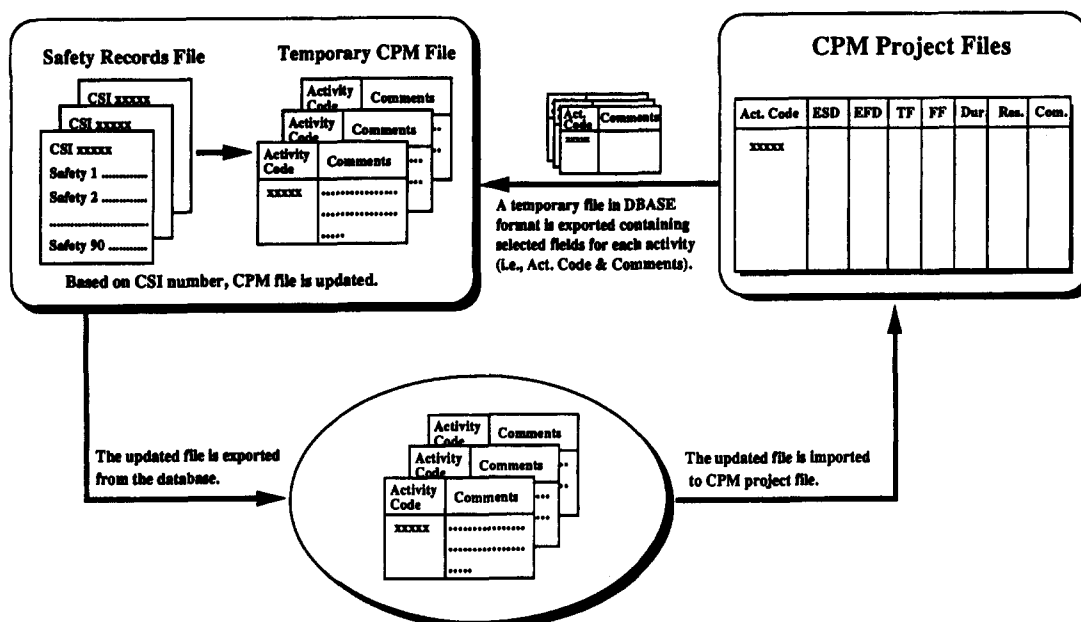 Safety Records File
Temporary CPM File
CSI xxxxx
CSI xxxxx
CSI xxxxx
Safety 1 ............
Safety 2 ............
..........................
Safety 90 ..........
Activity Code
Comments
Activity Code
Comments
Activity Code
Comments
xxxxx
Based on CSI number, CPM file is updated.
Act. Code
Comments
xxxxx
A temporary file in DBASE
format is exported containing
selected fields for each activity
(i.e., Act. Code & Comments).
CPM Project Files
Act. Code ESD EFD TF FF Dur. Res. Com.
xxxxx
The updated file is exported
from the database.
Activity Code
Comments
Activity Code
Comments
Activity Code
Comments
xxxxx
The updated file is imported
to CPM project file.